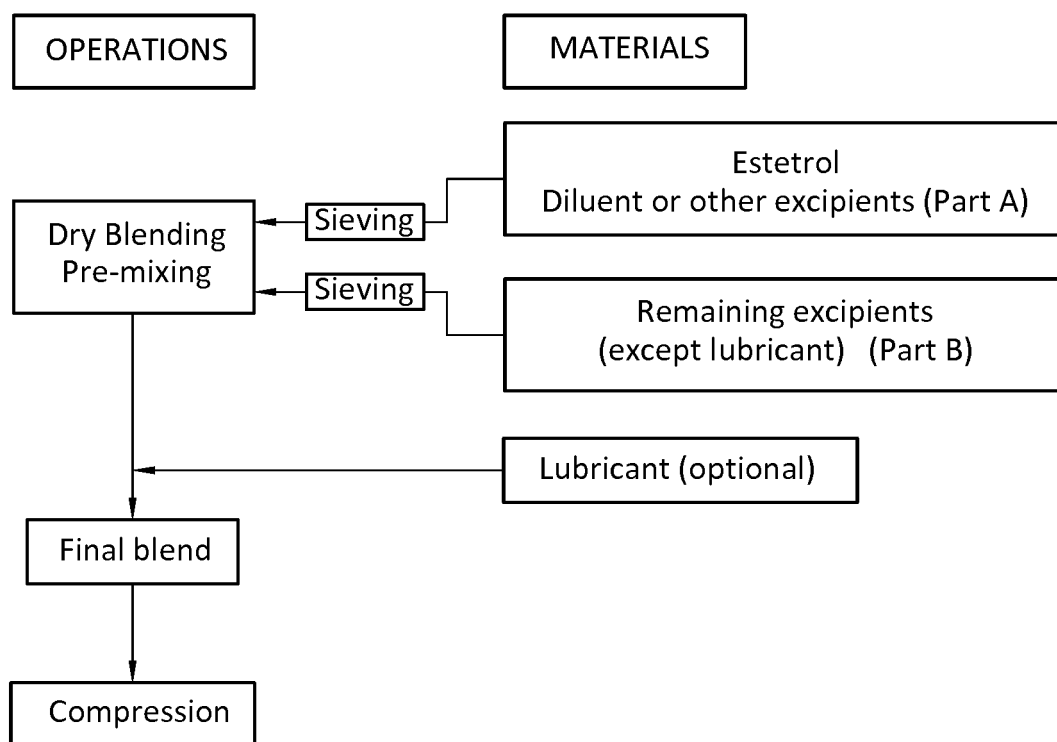 OPERATIONS
MATERIALS
Estetrol
Diluent or other excipients (Part A)
Sieving
Dry Blending
Pre-mixing
Sieving
Remaining excipients
(except lubricant) (Part B)
Lubricant (optional)
Final blend
Compression